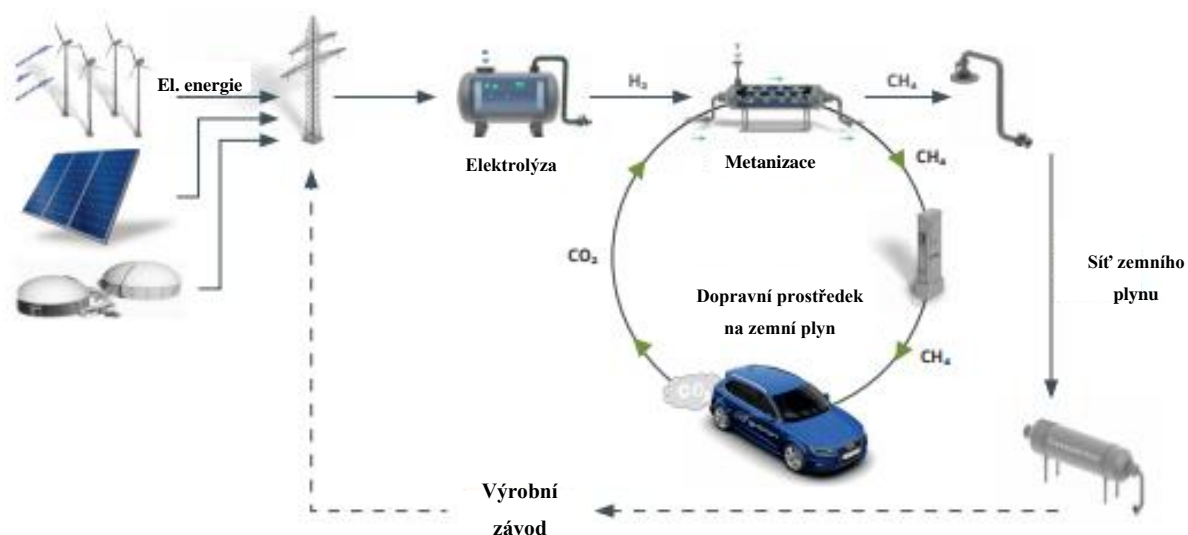 El. energie
H₂
CH₄
Elektrolýza
Metanizace
CH₄
CO₂
Síť zemního
plynu
Dopravní prostředek
na zemní plyn
CH₄
CO₂
Výrobní
závod